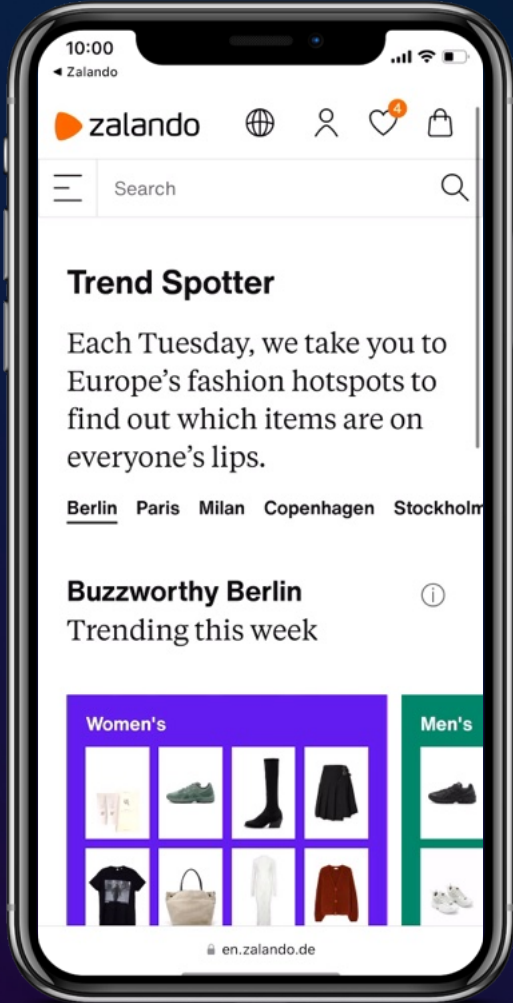 10:00
◄ Zalando
zalando
4
Search
Trend Spotter
Each Tuesday, we take you to
Europe’s fashion hotspots to
find out which items are on
everyone’s lips.
Berlin Paris Milan Copenhagen Stockholm
Buzzworthy Berlin
Trending this week
Women's
Men's
en.zalando.de